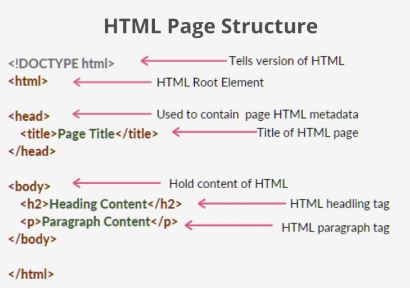 HTML Page Structure
<!DOCTYPE html> Tells version of HTML
<html> HTML Root Element
<head> Used to contain page HTML metadata
<title>Page Title</title> Title of HTML page
</head>
<body> Hold content of HTML
<h2>Heading Content</h2> HTML headling tag
<p>Paragraph Content</p> HTML paragraph tag
</body>
</html>